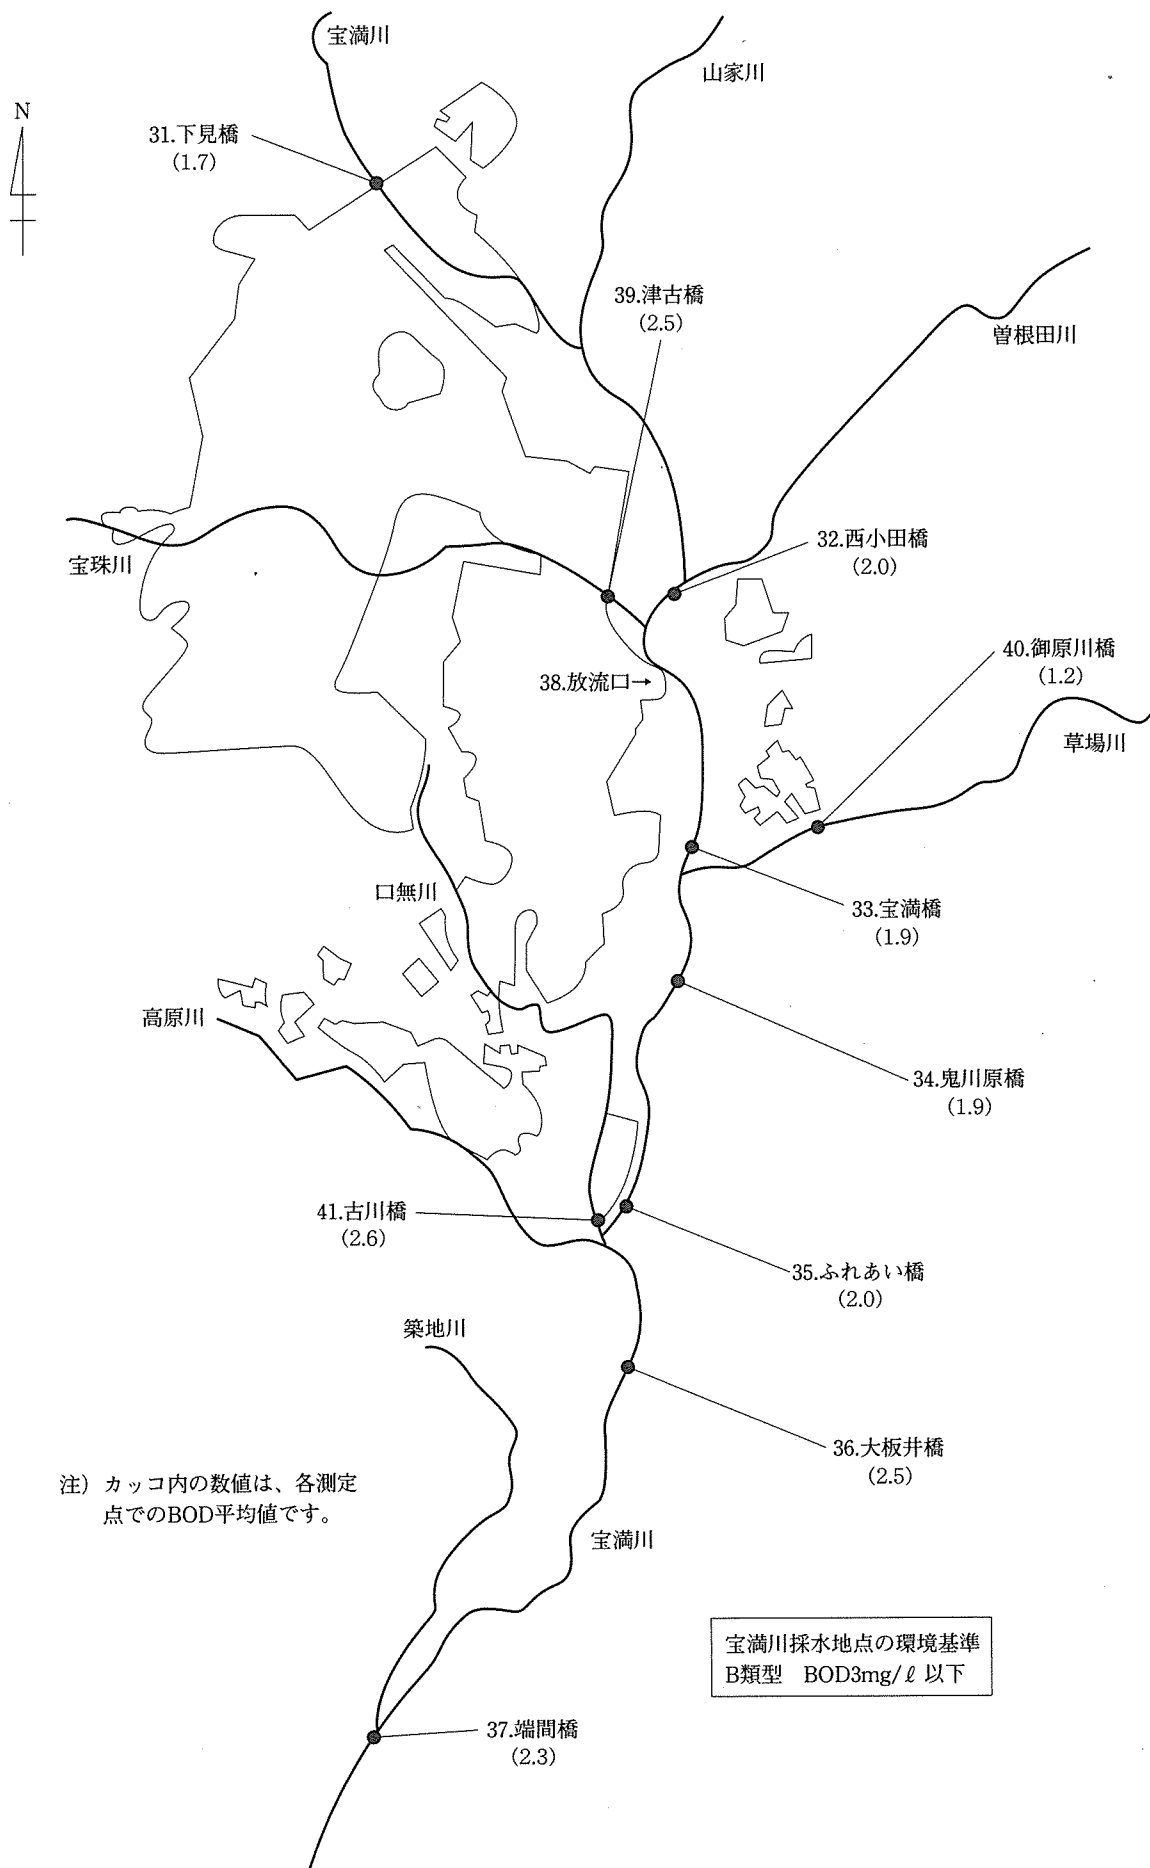 宝満川
山家川
N
31.下見橋
(1.7)
39.津古橋
(2.5)
曽根田川
32.西小田橋
(2.0)
宝珠川
40.御原川橋
(1.2)
38.放流口→
草場川
口無川
33.宝満橋
(1.9)
高原川
34.鬼川原橋
(1.9)
41.古川橋
(2.6)
35.ふれあい橋
(2.0)
築地川
36.大板井橋
(2.5)
注) カッコ内の数値は、各測定
点でのBOD平均値です。
宝満川
宝満川採水地点の環境基準
B類型 BOD3mg/ℓ 以下
37.端間橋
(2.3)